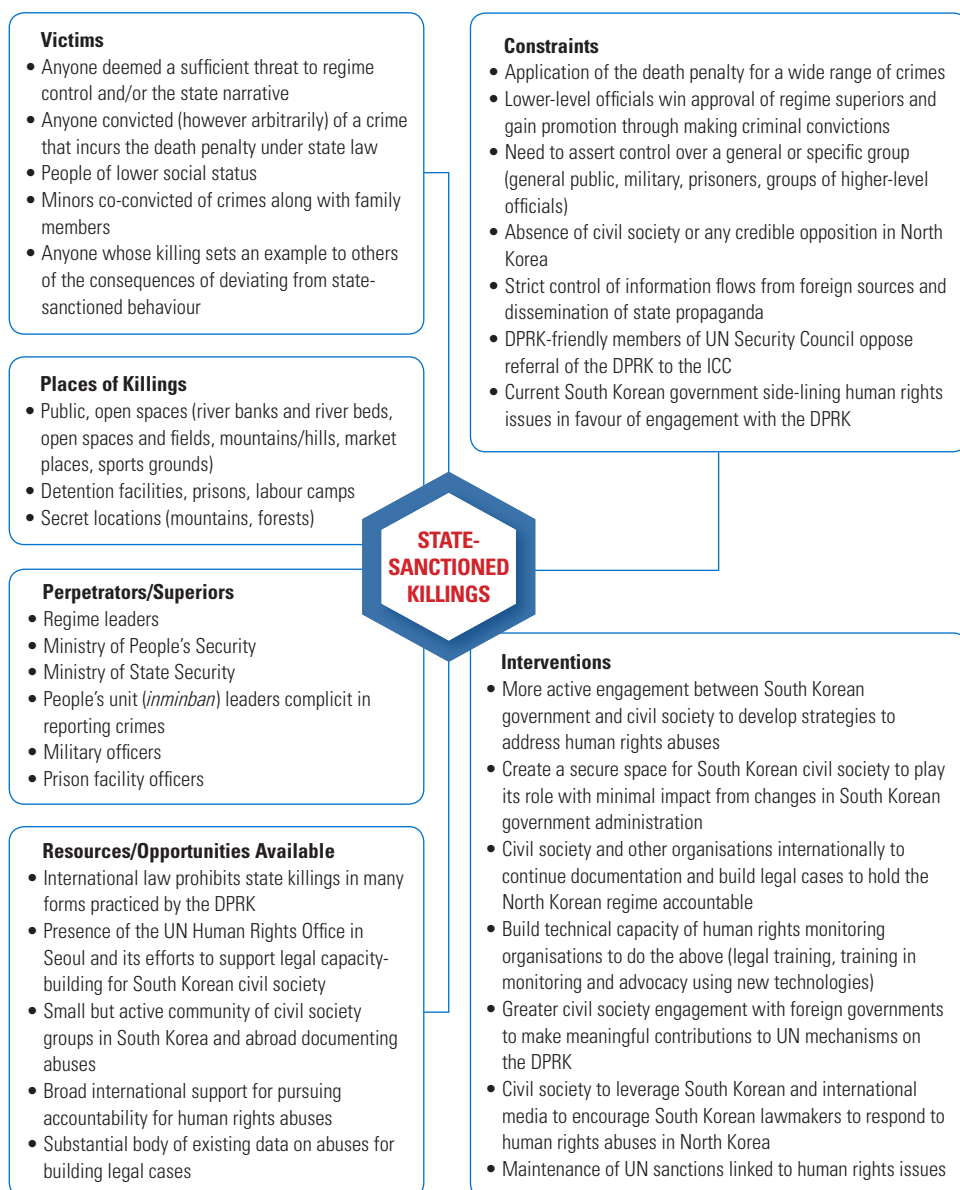 Victims
• Anyone deemed a sufficient threat to regime
control and/or the state narrative
• Anyone convicted (however arbitrarily) of a crime
that incurs the death penalty under state law
• People of lower social status
• Minors co-convicted of crimes along with family
members
• Anyone whose killing sets an example to others
of the consequences of deviating from state-
sanctioned behaviour
Places of Killings
• Public, open spaces (river banks and river beds,
open spaces and fields, mountains/hills, market
places, sports grounds)
• Detention facilities, prisons, labour camps
• Secret locations (mountains, forests)
Perpetrators/Superiors
• Regime leaders
• Ministry of People's Security
• Ministry of State Security
• People's unit (inminban) leaders complicit in
reporting crimes
• Military officers
• Prison facility officers
Resources/Opportunities Available
• International law prohibits state killings in many
forms practiced by the DPRK
• Presence of the UN Human Rights Office in
Seoul and its efforts to support legal capacity-
building for South Korean civil society
• Small but active community of civil society
groups in South Korea and abroad documenting
abuses
• Broad international support for pursuing
accountability for human rights abuses
• Substantial body of existing data on abuses for
building legal cases
STATE-
SANCTIONED
KILLINGS
Constraints
• Application of the death penalty for a wide range of crimes
• Lower-level officials win approval of regime superiors and
gain promotion through making criminal convictions
• Need to assert control over a general or specific group
(general public, military, prisoners, groups of higher-level
officials)
• Absence of civil society or any credible opposition in North
Korea
• Strict control of information flows from foreign sources and
dissemination of state propaganda
• DPRK-friendly members of UN Security Council oppose
referral of the DPRK to the ICC
• Current South Korean government side-lining human rights
issues in favour of engagement with the DPRK
Interventions
• More active engagement between South Korean
government and civil society to develop strategies to
address human rights abuses
• Create a secure space for South Korean civil society to play
its role with minimal impact from changes in South Korean
government administration
• Civil society and other organisations internationally to
continue documentation and build legal cases to hold the
North Korean regime accountable
• Build technical capacity of human rights monitoring
organisations to do the above (legal training, training in
monitoring and advocacy using new technologies)
• Greater civil society engagement with foreign governments
to make meaningful contributions to UN mechanisms on
the DPRK
• Civil society to leverage South Korean and international
media to encourage South Korean lawmakers to respond to
human rights abuses in North Korea
• Maintenance of UN sanctions linked to human rights issues